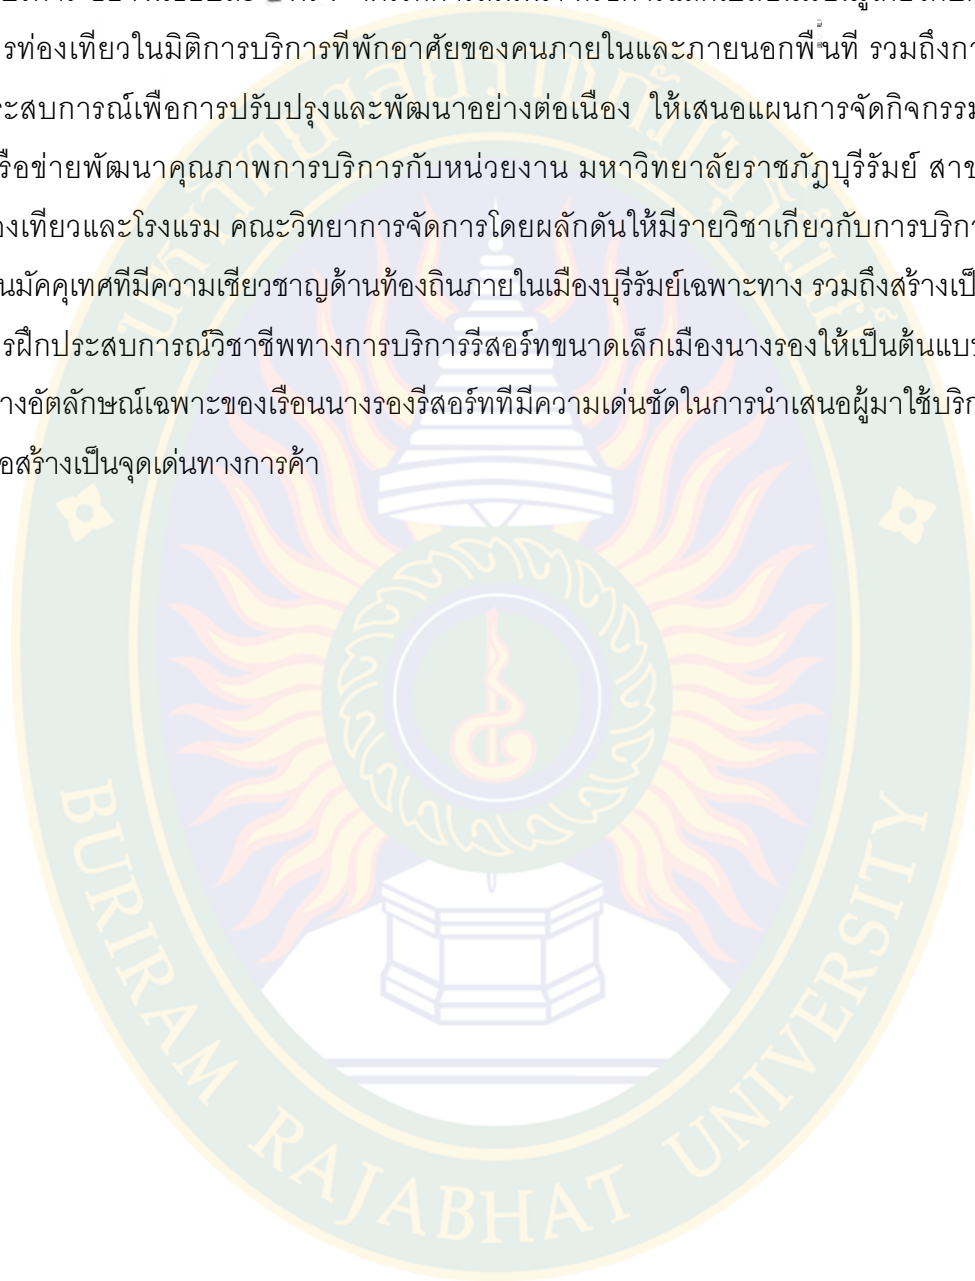 รท่องเที่ยวในมิติการบริการที่พักอาศัยของคนภายในและภายนอกพื้นที่ รวมถึงกา
ระสบการณ์เพื่อการปรับปรุงและพัฒนาอย่างต่อเนื่อง ให้เสนอแผนการจัดกิจกรรม
รือข่ายพัฒนาคุณภาพการบริการกับหน่วยงาน มหาวิทยาลัยราชภัฏบุรีรัมย์ สาข
องเที่ยวและโรงแรม คณะวิทยาการจัดการโดยผลักดันให้มีรายวิชาเกี่ยวกับการบริกา
นมัคคุเทศที่มีความเชี่ยวชาญด้านท้องถิ่นภายในเมืองบุรีรัมย์เฉพาะทาง รวมถึงสร้างเป็
รฝึกประสบการณ์วิชาชีพทางการบริการรีสอร์ทขนาดเล็กเมืองนางรองให้เป็นต้นแบบ
างอัตลักษณ์เฉพาะของเรือนนางรองรีสอร์ทที่มีความเด่นชัดในการนำเสนอผู้มาใช้บริก
อสร้างเป็นจุดเด่นทางการค้า
มหาวิทยาลัยราชภัฏบุรีรัมย์
BURIRAM RAJABHAT UNIVERSITY